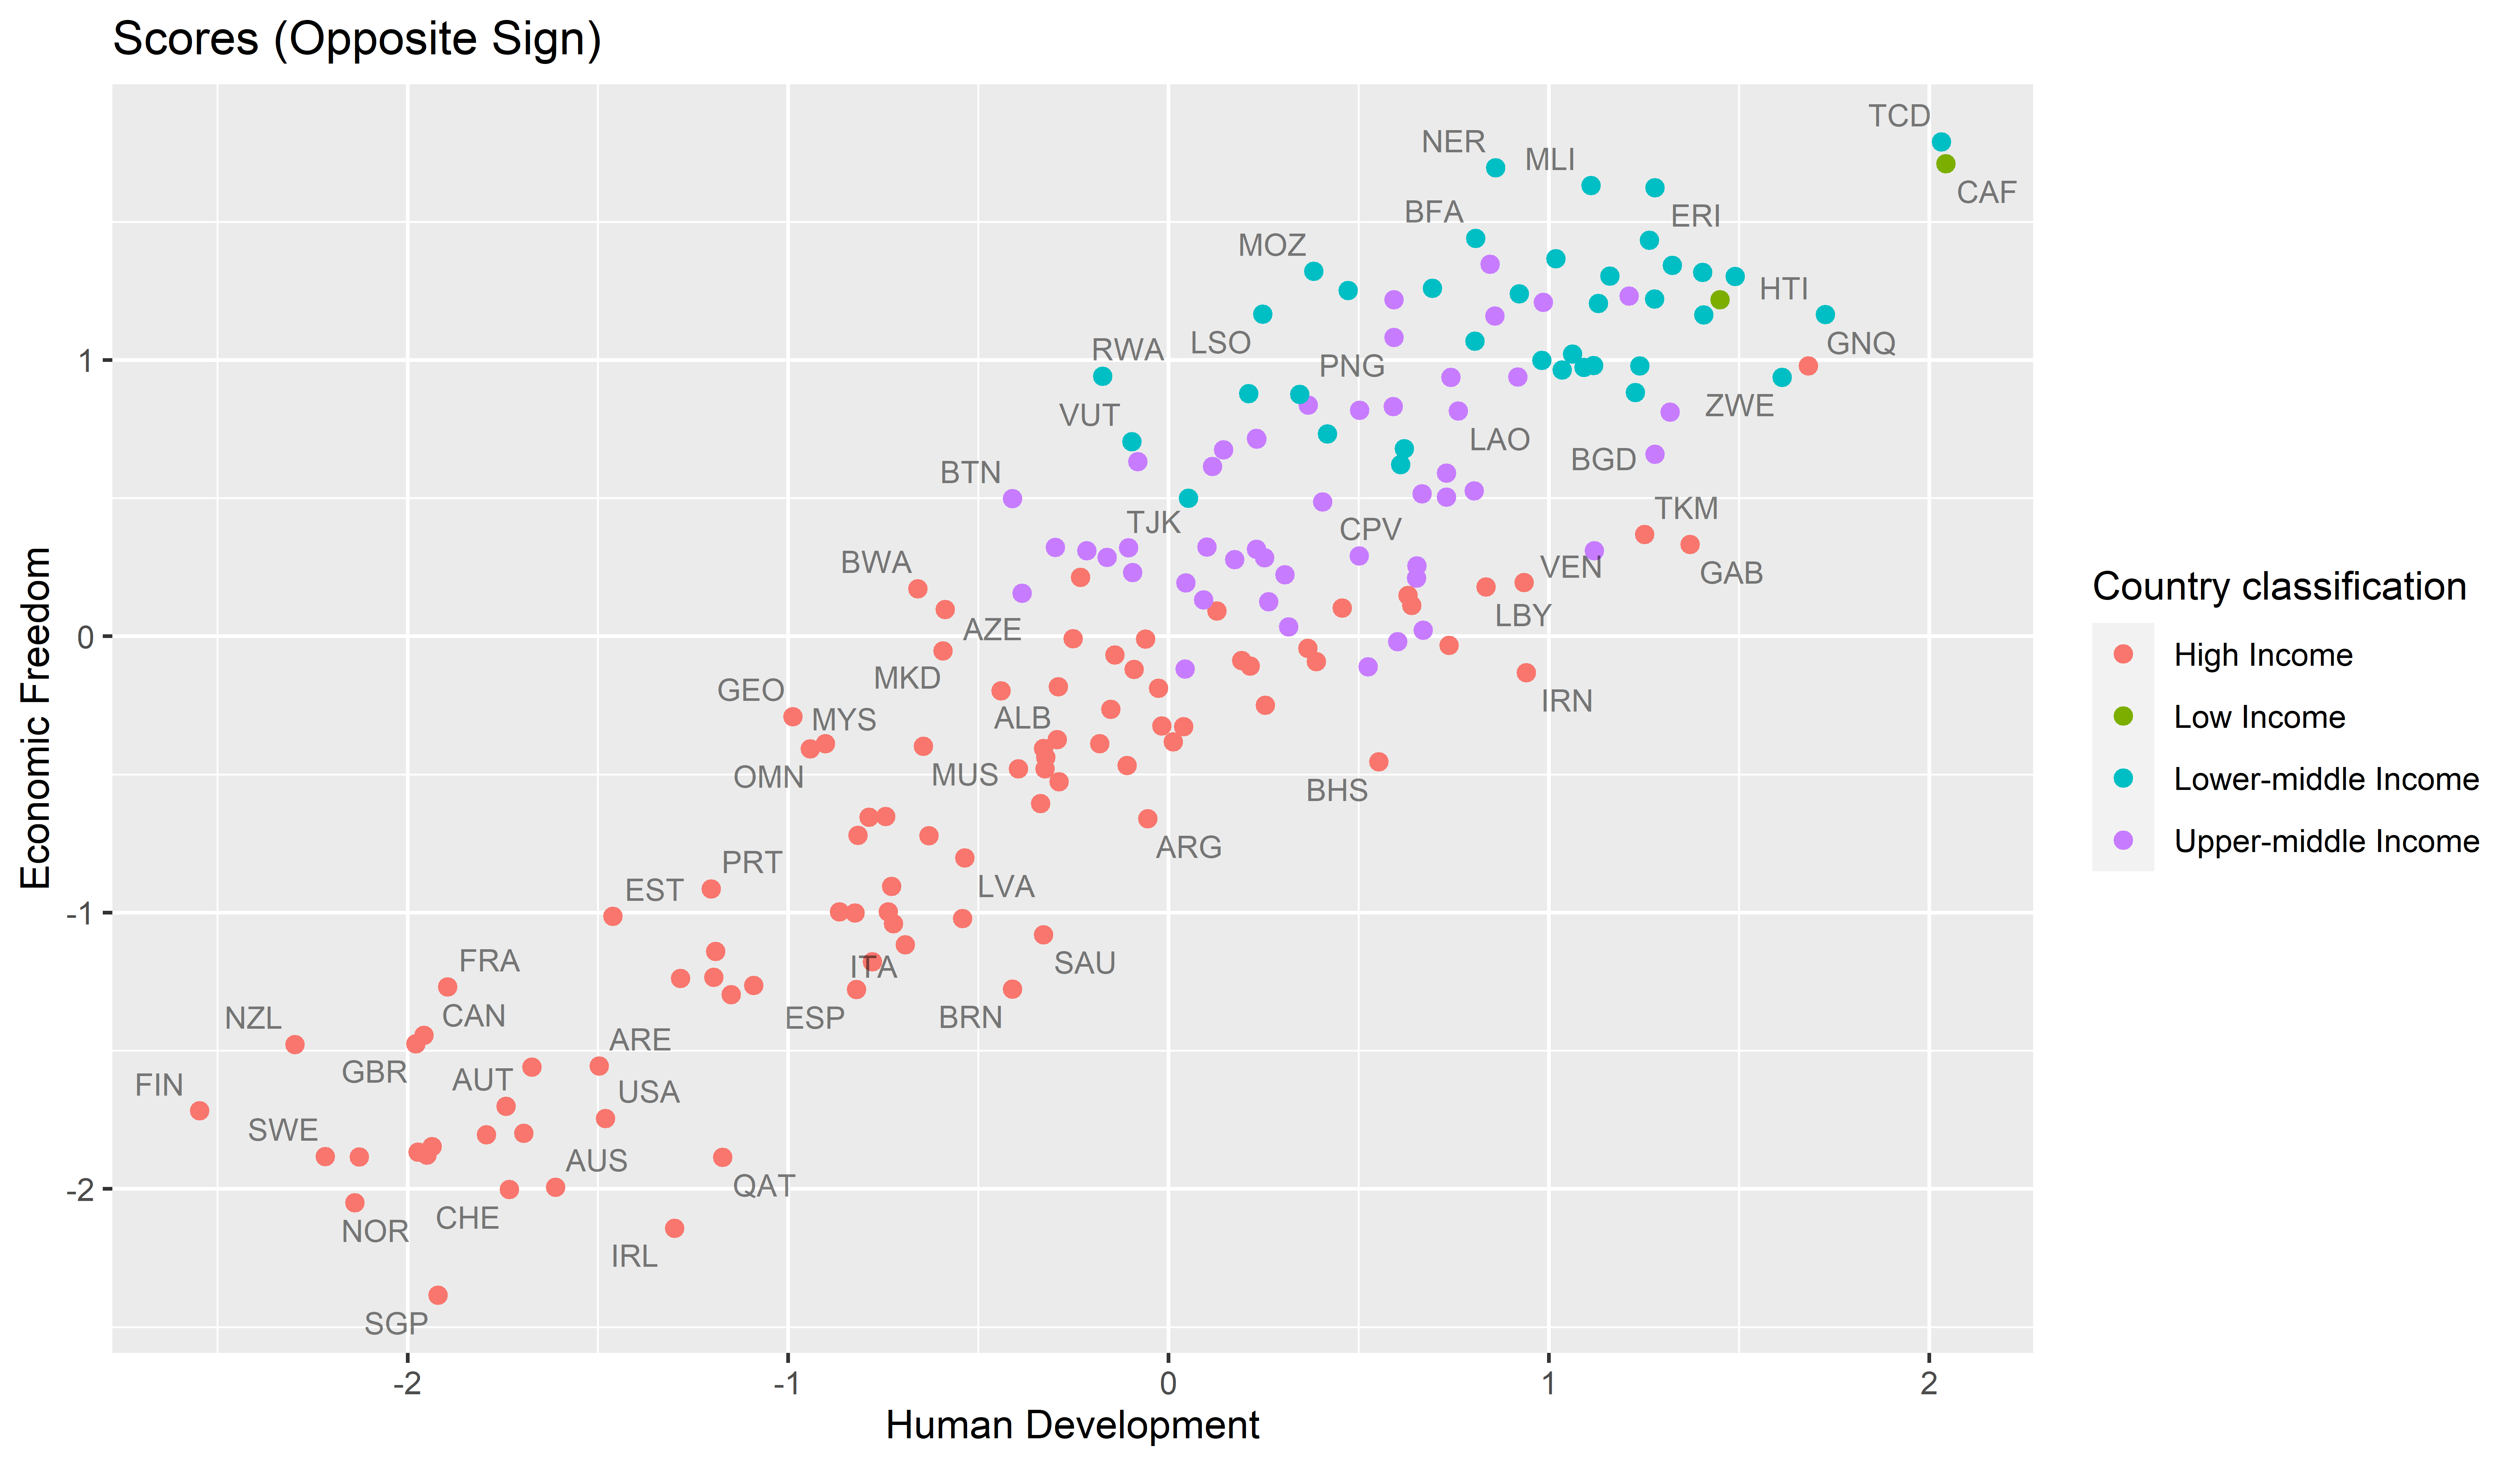 Scores (Opposite Sign)
TCD
NER
MLI
CAF
BFA
ERI
MOZ
HTI
RWA
LSO
GNQ
PNG
VUT
ZWE
LAO
BTN
BGD
TJK
CPV
TKM
BWA
VEN
GAB
AZE
LBY
MKD
GEO
IRN
MYS
ALB
OMN
MUS
BHS
ARG
PRT
EST
LVA
FRA
ITA
SAU
NZL
CAN
ESP
BRN
ARE
GBR
AUT
FIN
USA
SWE
AUS
QAT
NOR
CHE
IRL
SGP
1
0
-1
-2
-2
-1
0
1
2
Economic Freedom
Human Development
Country classification
High Income
Low Income
Lower-middle Income
Upper-middle Income